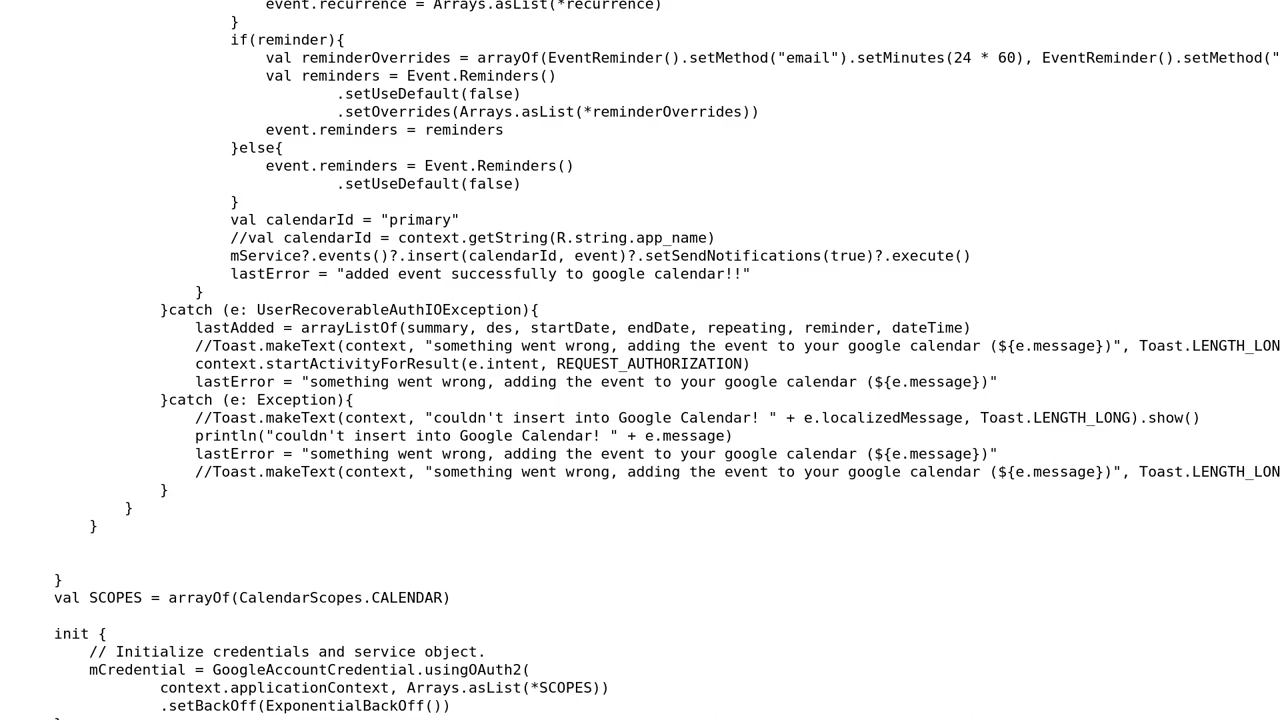 event.recurrence = Arrays.asList(*recurrence)
}
if(reminder){
val reminderOverrides = arrayOf(EventReminder().setMethod("email").setMinutes(24 * 60), EventReminder().setMethod("
val reminders = Event.Reminders()
.setUseDefault(false)
.setOverrides(Arrays.asList(*reminderOverrides))
event.reminders = reminders
}else{
event.reminders = Event.Reminders()
.setUseDefault(false)
}
val calendarId = "primary"
//val calendarId = context.getString(R.string.app_name)
mService?.events()?.insert(calendarId, event)?.setSendNotifications(true)?.execute()
lastError = "added event successfully to google calendar!!"
}
}catch (e: UserRecoverableAuthIOException){
lastAdded = arrayListOf(summary, des, startDate, endDate, repeating, reminder, dateTime)
//Toast.makeText(context, "something went wrong, adding the event to your google calendar (${e.message})", Toast.LENGTH_LON
context.startActivityForResult(e.intent, REQUEST_AUTHORIZATION)
lastError = "something went wrong, adding the event to your google calendar (${e.message})"
}catch (e: Exception){
//Toast.makeText(context, "couldn't insert into Google Calendar! " + e.localizedMessage, Toast.LENGTH_LONG).show()
println("couldn't insert into Google Calendar! " + e.message)
lastError = "something went wrong, adding the event to your google calendar (${e.message})"
//Toast.makeText(context, "something went wrong, adding the event to your google calendar (${e.message})", Toast.LENGTH_LON
}
}
}
}
val SCOPES = arrayOf(CalendarScopes.CALENDAR)
init {
// Initialize credentials and service object.
mCredential = GoogleAccountCredential.usingOAuth2(
context.applicationContext, Arrays.asList(*SCOPES))
.setBackOff(ExponentialBackOff())